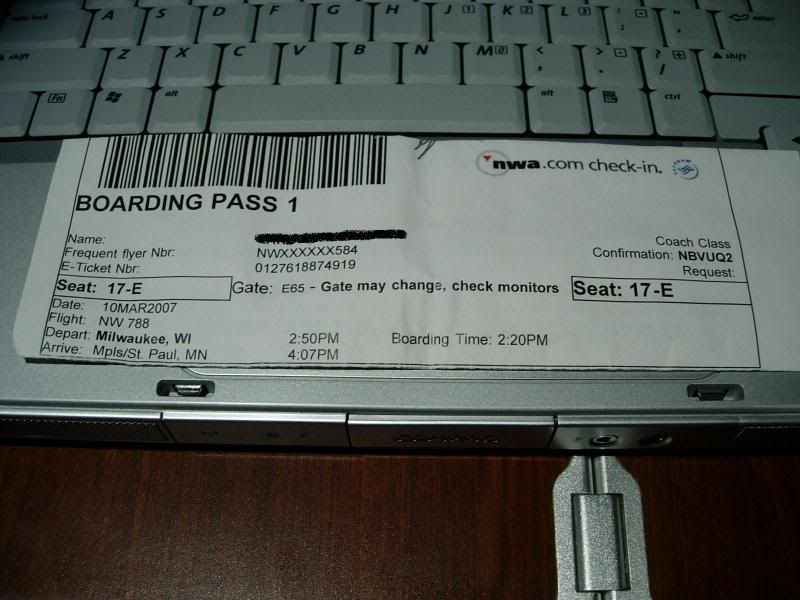 caps lock A S D F G H J K L : ; " ' enter
shift Z X C V B N M < , > . ? / shift
Fn alt alt ctrl
nwa.com check-in.
BOARDING PASS 1
Name:
Coach Class
Frequent flyer Nbr: NWXXXXXX584
Confirmation: NBVUQ2
E-Ticket Nbr: 0127618874919
Request:
Seat: 17-E Gate: E65 - Gate may change, check monitors Seat: 17-E
Date: 10MAR2007
Flight: NW 788
Depart: Milwaukee, WI 2:50PM Boarding Time: 2:20PM
Arrive: Mpls/St. Paul, MN 4:07PM